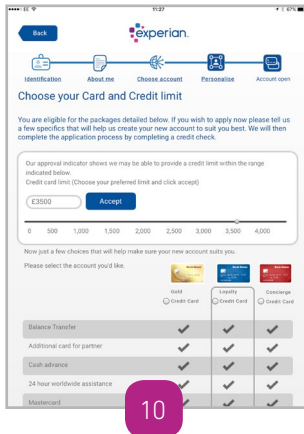 EE 11:27 67%
Back
experian.
Identification About me Choose account Personalise Account open
Choose your Card and Credit limit
You are eligible for the packages detailed below. If you wish to apply now please tell us
a few specifics that will help us create your new account to suit you best. We will then
complete the application process by completing a credit check.
Our approval indicator shows we may be able to provide a credit limit within the range
indicated below.
Credit card limit (Choose your preferred limit and click accept)
£3500 Accept
0 500 1,000 1,000 2,000 2,500 3,000 3,500 4,000
Now just a few choices that will help make sure your new account suits you.
Please select the account you'd like.
Gold Loyalty Concierge
Credit Card Credit Card Credit Card
Balance Transfer
Additional card for partner
Cash advance
24 hour worldwide assistance
Mastercard
10